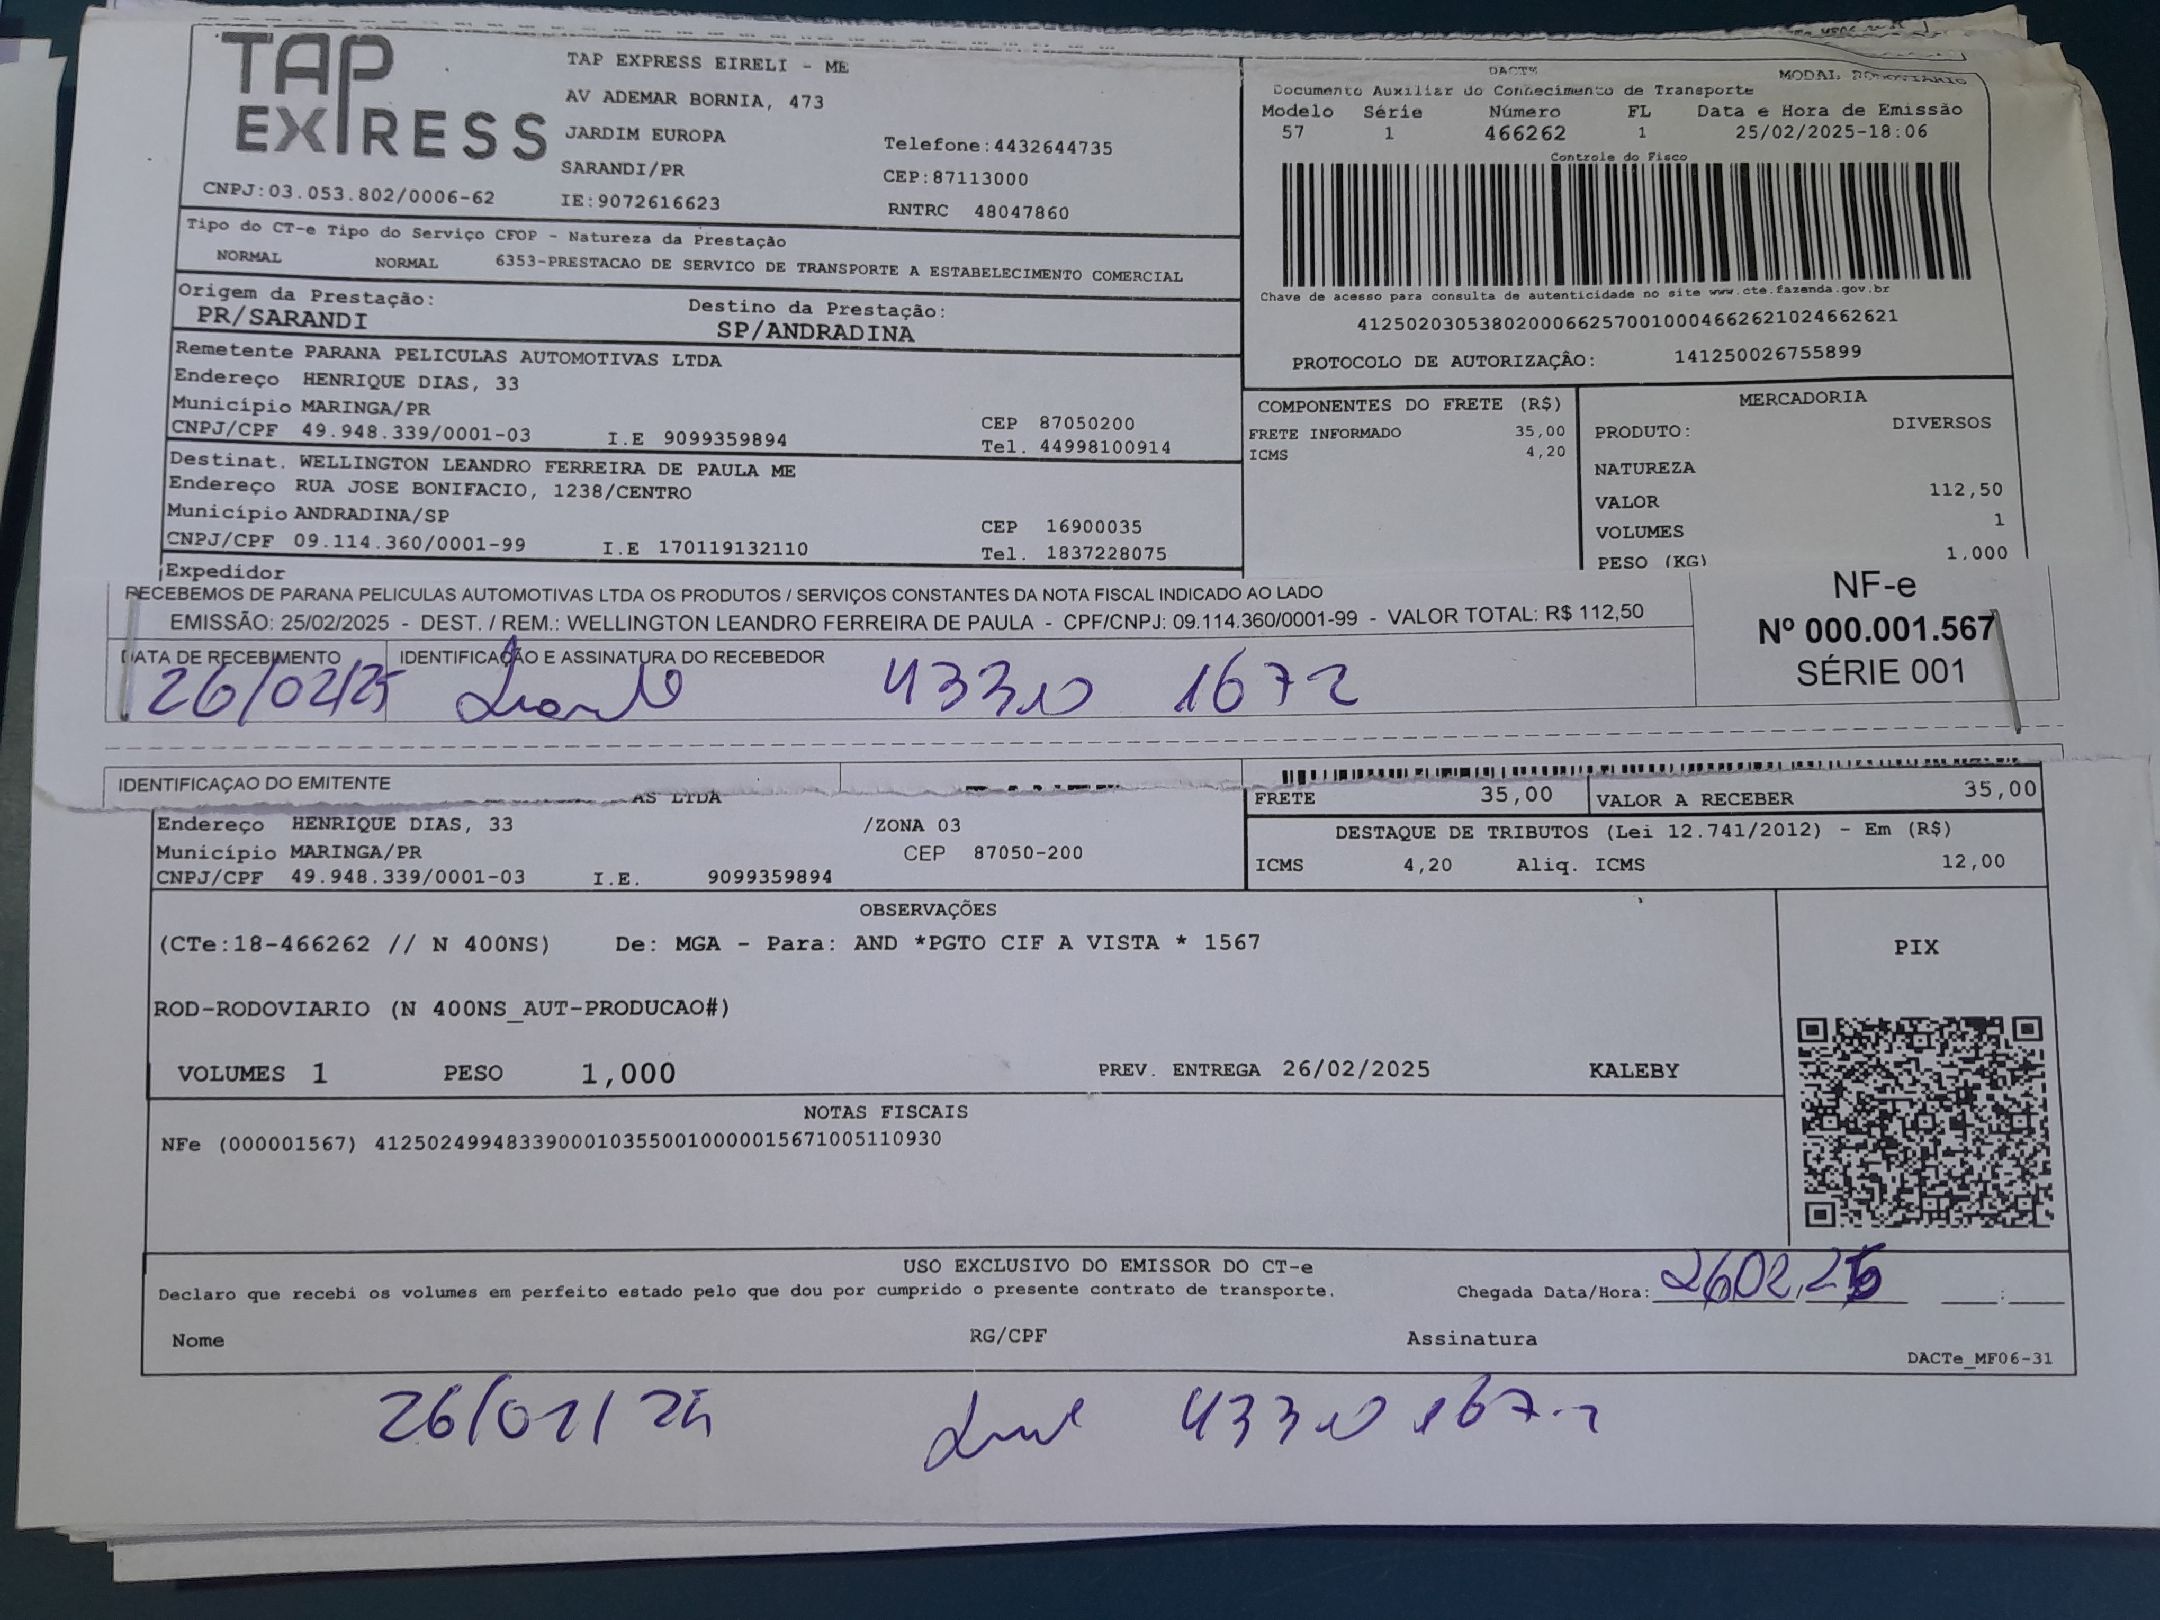 TAP EXPRESS
TAP EXPRESS EIRELI - ME
AV ADEMAR BORNIA, 473
JARDIM EUROPA
Telefone:4432644735
SARANDI/PR
CEP:87113000
CNPJ:03.053.802/0006-62
IE:9072616623
RNTRC 48047860
DACTE
MODAL RODOVIARIO
Documento Auxiliar do Conhecimento de Transporte
Modelo Série Número FL Data e Hora de Emissão
57 1 466262 1 25/02/2025-18:06
Controle do Fisco
Chave de acesso para consulta de autenticidade no site www.cte.fazenda.gov.br
41250203053802000662570010004662621024662621
PROTOCOLO DE AUTORIZAÇÃO: 141250026755899
Tipo do CT-e Tipo do Serviço CFOP - Natureza da Prestação
NORMAL NORMAL 6353-PRESTACAO DE SERVICO DE TRANSPORTE A ESTABELECIMENTO COMERCIAL
Origem da Prestação: Destino da Prestação:
PR/SARANDI SP/ANDRADINA
Remetente PARANA PELICULAS AUTOMOTIVAS LTDA
Endereço HENRIQUE DIAS, 33
Município MARINGA/PR CEP 87050200
CNPJ/CPF 49.948.339/0001-03 I.E 9099359894 Tel. 44998100914
Destinat. WELLINGTON LEANDRO FERREIRA DE PAULA ME
Endereço RUA JOSE BONIFACIO, 1238/CENTRO
Município ANDRADINA/SP CEP 16900035
CNPJ/CPF 09.114.360/0001-99 I.E 170119132110 Tel. 1837228075
Expedidor
COMPONENTES DO FRETE (R$)
FRETE INFORMADO 35,00
ICMS 4,20
MERCADORIA
PRODUTO: DIVERSOS
NATUREZA
VALOR 112,50
VOLUMES 1
PESO (KG) 1,000
RECEBEMOS DE PARANA PELICULAS AUTOMOTIVAS LTDA OS PRODUTOS / SERVIÇOS CONSTANTES DA NOTA FISCAL INDICADO AO LADO
EMISSÃO: 25/02/2025 - DEST. / REM.: WELLINGTON LEANDRO FERREIRA DE PAULA - CPF/CNPJ: 09.114.360/0001-99 - VALOR TOTAL: R$ 112,50
NF-e
Nº 000.001.567
SÉRIE 001
DATA DE RECEBIMENTO IDENTIFICAÇÃO E ASSINATURA DO RECEBEDOR
26/02/25 43310 1672
IDENTIFICAÇÃO DO EMITENTE
AS LTDA
FRETE 35,00 VALOR A RECEBER 35,00
Endereço HENRIQUE DIAS, 33 /ZONA 03
Município MARINGA/PR CEP 87050-200
CNPJ/CPF 49.948.339/0001-03 I.E. 9099359894
DESTAQUE DE TRIBUTOS (Lei 12.741/2012) - Em (R$)
ICMS 4,20 Aliq. ICMS 12,00
OBSERVAÇÕES
(CTe:18-466262 // N 400NS) De: MGA - Para: AND *PGTO CIF A VISTA * 1567
PIX
ROD-RODOVIARIO (N 400NS_AUT-PRODUCAO#)
VOLUMES 1 PESO 1,000 PREV. ENTREGA 26/02/2025 KALEBY
NOTAS FISCAIS
NFe (000001567) 41250249948339000103550010000015671005110930
USO EXCLUSIVO DO EMISSOR DO CT-e
Declaro que recebi os volumes em perfeito estado pelo que dou por cumprido o presente contrato de transporte. Chegada Data/Hora: 26 02, 25
Nome RG/CPF Assinatura
DACTe_MF06-31
26/02/25 43310 1672